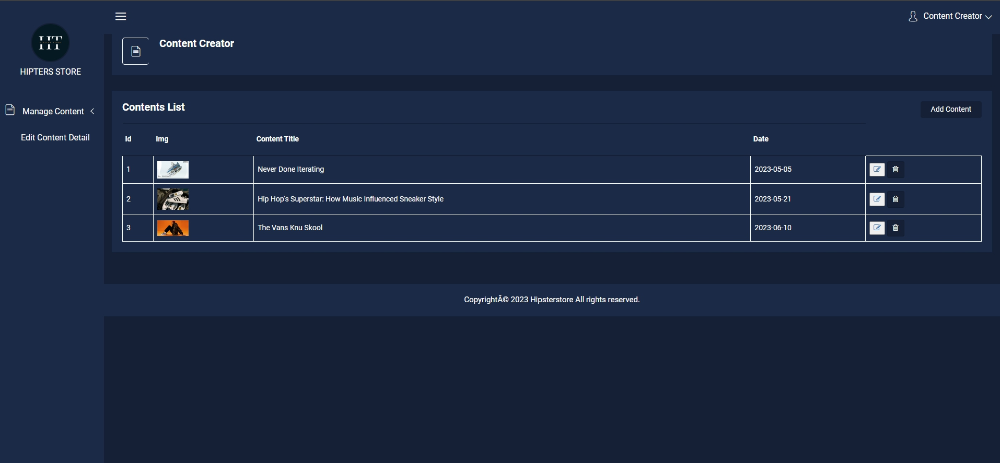 Content Creator
HT
HIPTERS STORE
Manage Content
Edit Content Detail
Content Creator
Contents List
Add Content
Id Img Content Title Date
1 Never Done Iterating 2023-05-05
2 Hip Hop's Superstar: How Music Influenced Sneaker Style 2023-05-21
3 The Vans Knu Skool 2023-06-10
CopyrightÂ© 2023 Hipsterstore All rights reserved.